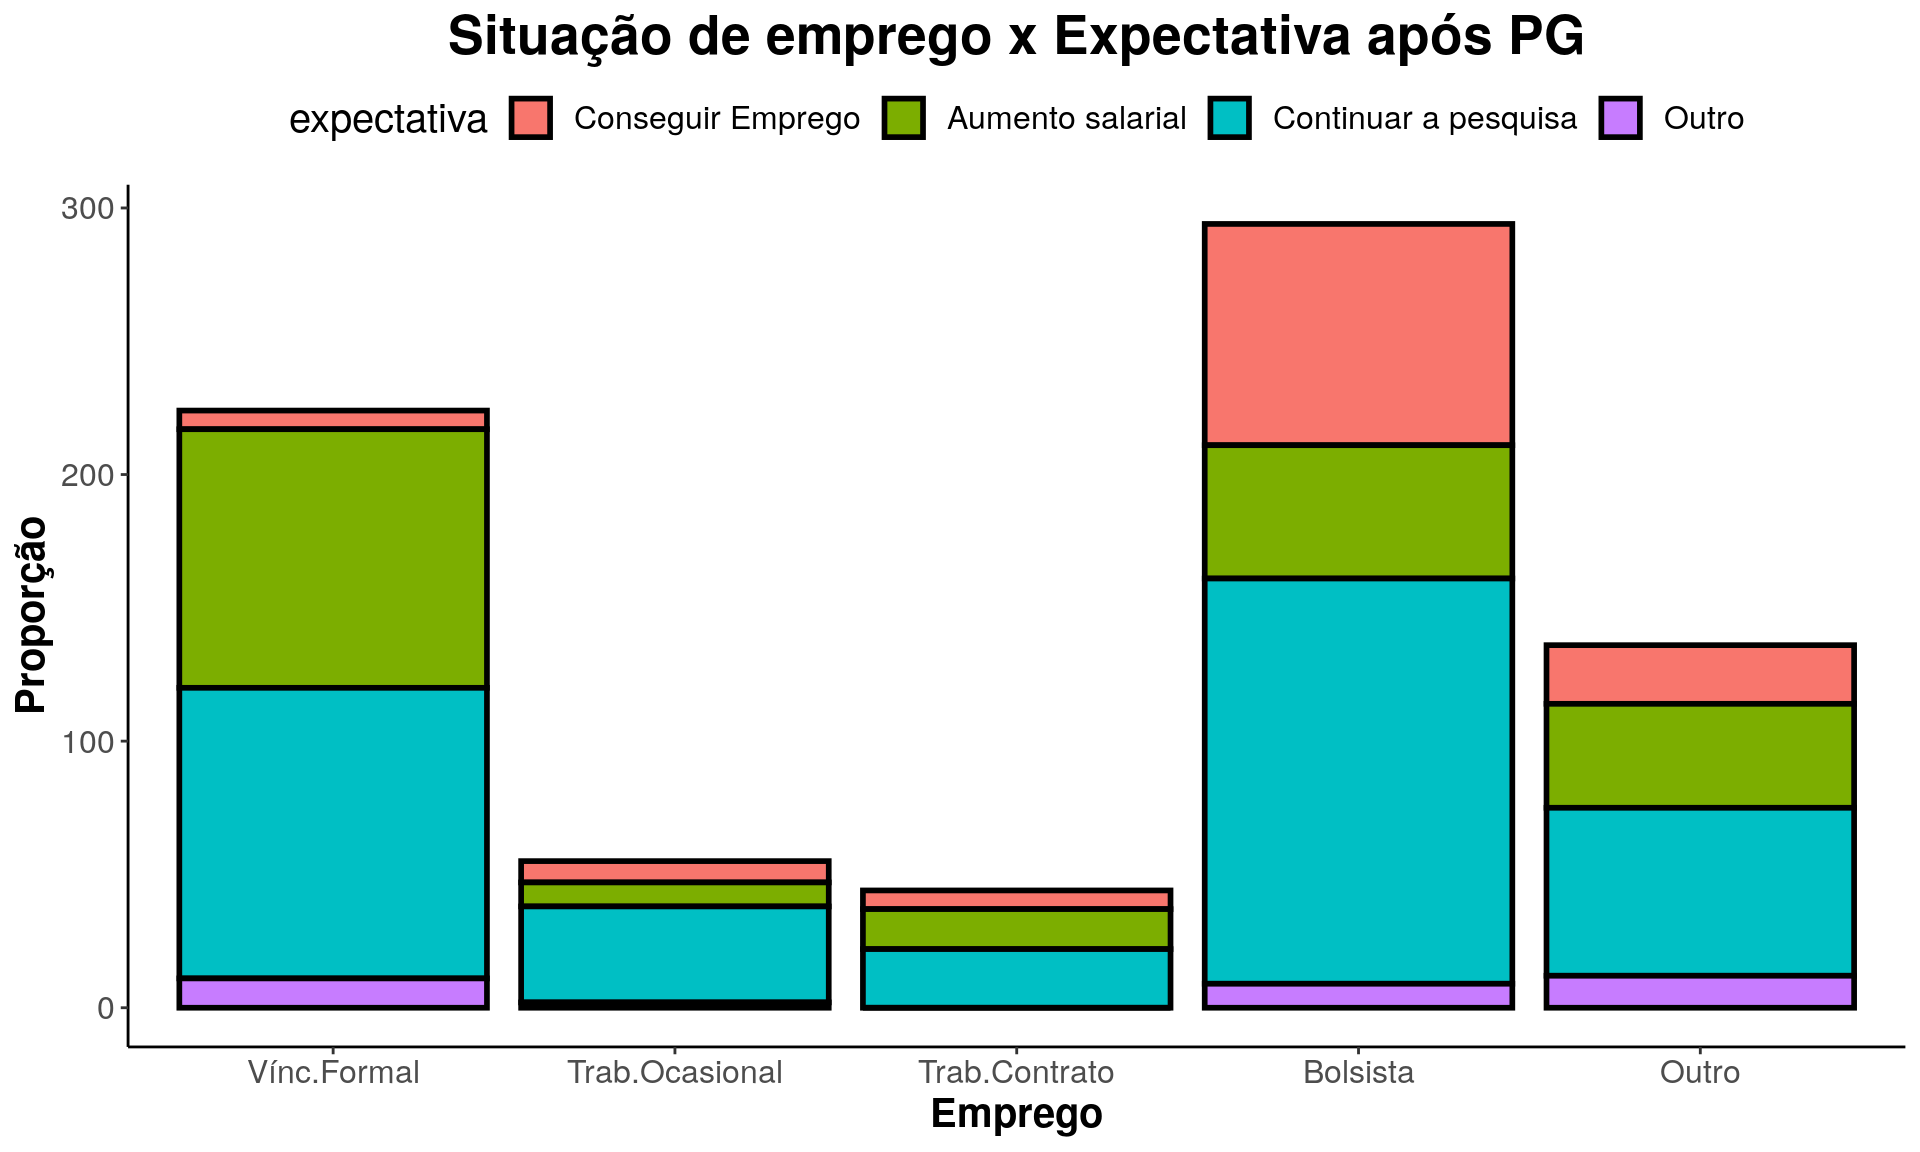 Situação de emprego x Expectativa após PG
expectativa Conseguir Emprego Aumento salarial Continuar a pesquisa Outro
300
200
100
0
Proporção
Vínc.Formal Trab.Ocasional Trab.Contrato Bolsista Outro
Emprego